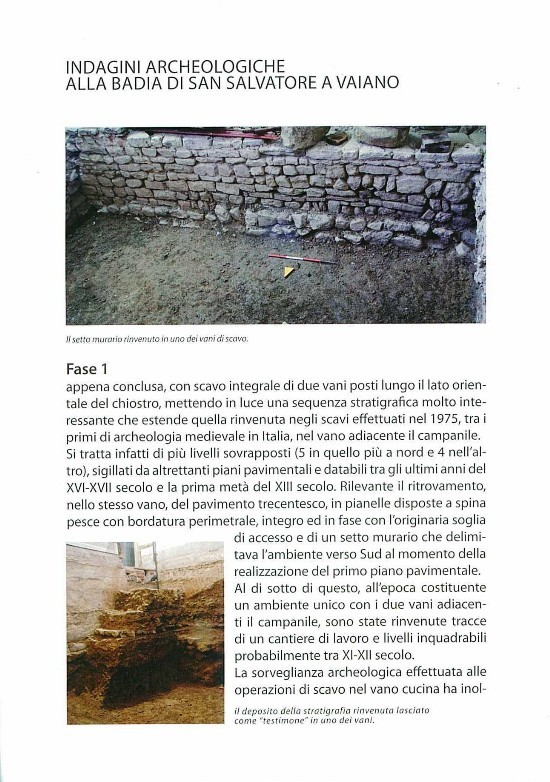 INDAGINI ARCHEOLOGICHE
ALLA BADIA DI SAN SALVATORE A VAIANO
Il setto murario rinvenuto in uno dei vani di scavo.
Fase 1
appena conclusa, con scavo integrale di due vani posti lungo il lato orien-
tale del chiostro, mettendo in luce una sequenza stratigrafica molto inte-
ressante che estende quella rinvenuta negli scavi effettuati nel 1975, tra i
primi di archeologia medievale in Italia, nel vano adiacente il campanile.
Si tratta infatti di più livelli sovrapposti (5 in quello più a nord e 4 nell'al-
tro), sigillati da altrettanti piani pavimentali e databili tra gli ultimi anni del
XVI-XVII secolo e la prima metà del XIII secolo. Rilevante il ritrovamento,
nello stesso vano, del pavimento trecentesco, in pianelle disposte a spina
pesce con bordatura perimetrale, integro ed in fase con l'originaria soglia
di accesso e di un setto murario che delimi-
tava l'ambiente verso Sud al momento della
realizzazione del primo piano pavimentale.
Al di sotto di questo, all'epoca costituente
un ambiente unico con i due vani adiacen-
ti il campanile, sono state rinvenute tracce
di un cantiere di lavoro e livelli inquadrabili
probabilmente tra XI-XII secolo.
La sorveglianza archeologica effettuata alle
operazioni di scavo nel vano cucina ha inol-
il deposito della stratigrafia rinvenuta lasciato
come "testimone" in uno dei vani.